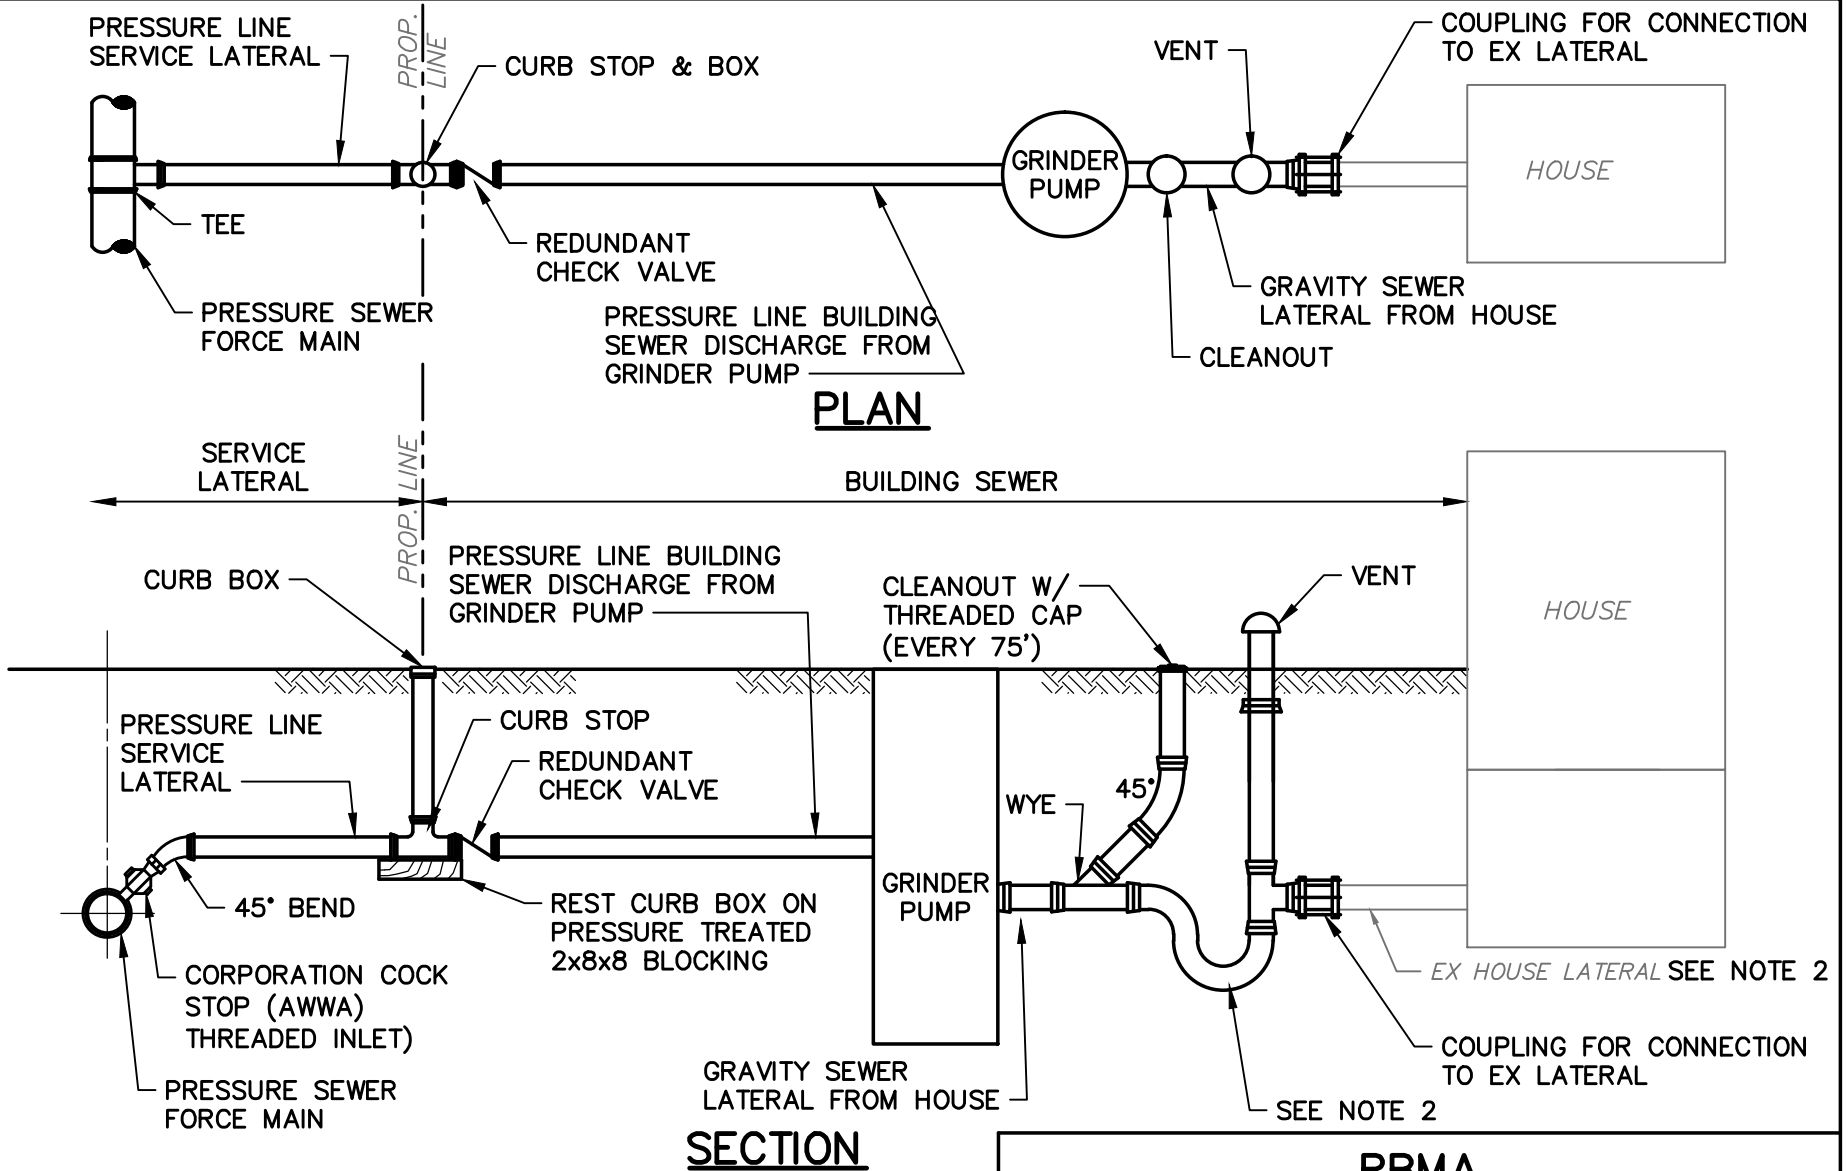 PRESSURE LINE
SERVICE LATERAL
PROP.
LINE
CURB STOP & BOX
VENT
COUPLING FOR CONNECTION
TO EX LATERAL
GRINDER
PUMP
HOUSE
TEE
REDUNDANT
CHECK VALVE
PRESSURE SEWER
FORCE MAIN
PRESSURE LINE BUILDING
SEWER DISCHARGE FROM
GRINDER PUMP
GRAVITY SEWER
LATERAL FROM HOUSE
CLEANOUT
PLAN
SERVICE
LATERAL
PROP. LINE
BUILDING SEWER
CURB BOX
PRESSURE LINE BUILDING
SEWER DISCHARGE FROM
GRINDER PUMP
CLEANOUT W/
THREADED CAP
(EVERY 75')
VENT
HOUSE
PRESSURE LINE
SERVICE
LATERAL
CURB STOP
REDUNDANT
CHECK VALVE
WYE
45°
GRINDER
PUMP
45° BEND
REST CURB BOX ON
PRESSURE TREATED
2x8x8 BLOCKING
CORPORATION COCK
STOP (AWWA)
THREADED INLET)
EX HOUSE LATERAL SEE NOTE 2
PRESSURE SEWER
FORCE MAIN
GRAVITY SEWER
LATERAL FROM HOUSE
COUPLING FOR CONNECTION
TO EX LATERAL
SEE NOTE 2
SECTION